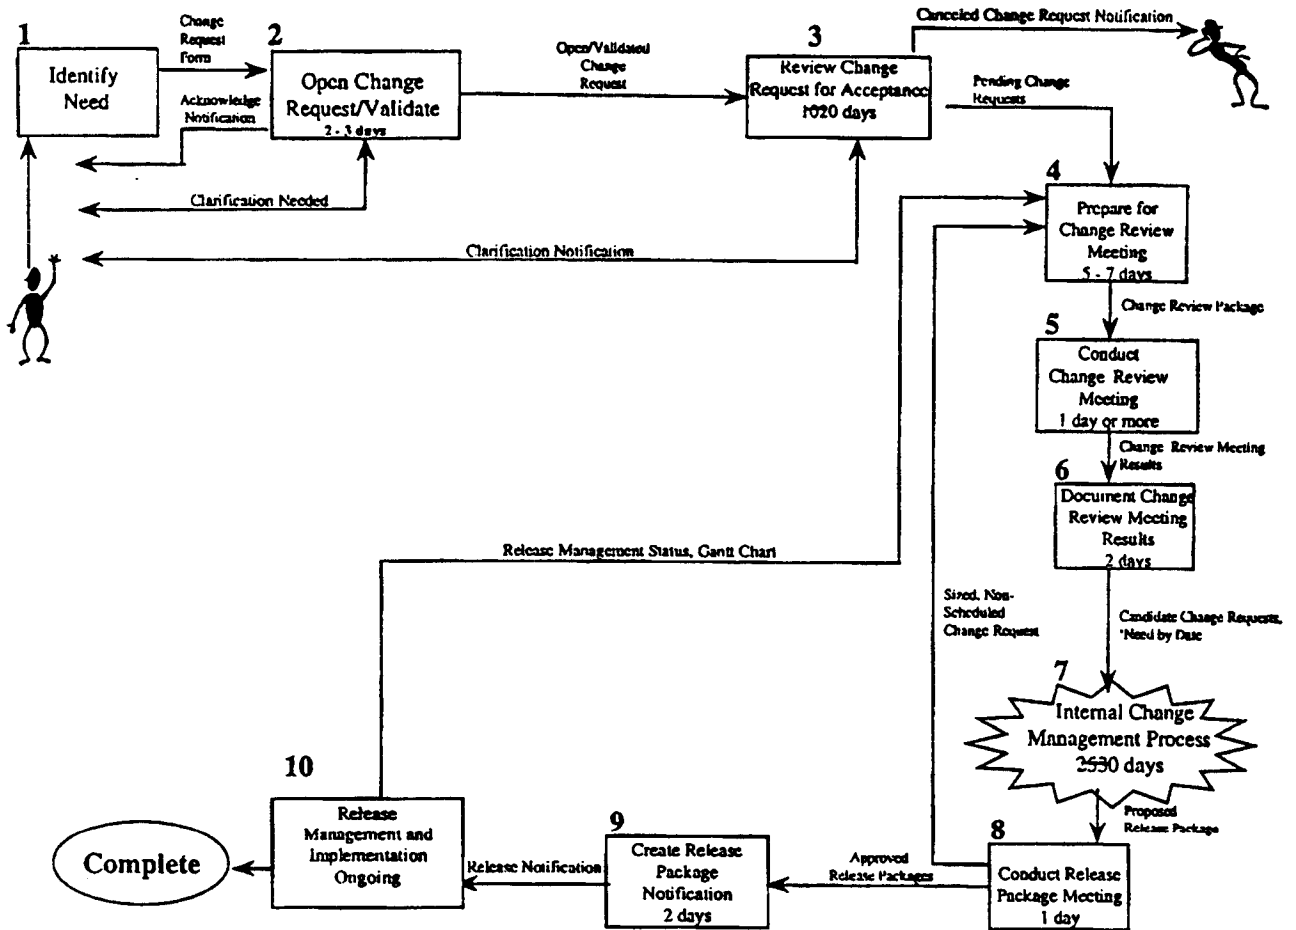 1
Identify
Need
Change
Request
Form
2
Open Change
Request/Validate
2 - 3 days
Acknowledge
Notification
Clarification Needed
Clarification Notification
Open/Validated
Change
Request
3
Review Change
Request for Acceptance
1020 days
Canceled Change Request Notification
Pending Change
Requests
4
Prepare for
Change Review
Meeting
5 - 7 days
Change Review Package
5
Conduct
Change Review
Meeting
1 day or more
Change Review Meeting
Results
6
Document Change
Review Meeting
Results
2 days
Release Management Status, Gantt Chart
Sized, Non-
Scheduled
Change Request
Candidate Change Requests,
'Need by Date
7
Internal Change
Management Process
2530 days
Proposed
Release Package
8
Conduct Release
Package Meeting
1 day
Approved
Release Packages
9
Create Release
Package
Notification
2 days
Release Notification
10
Release
Management and
Implementation
Ongoing
Complete